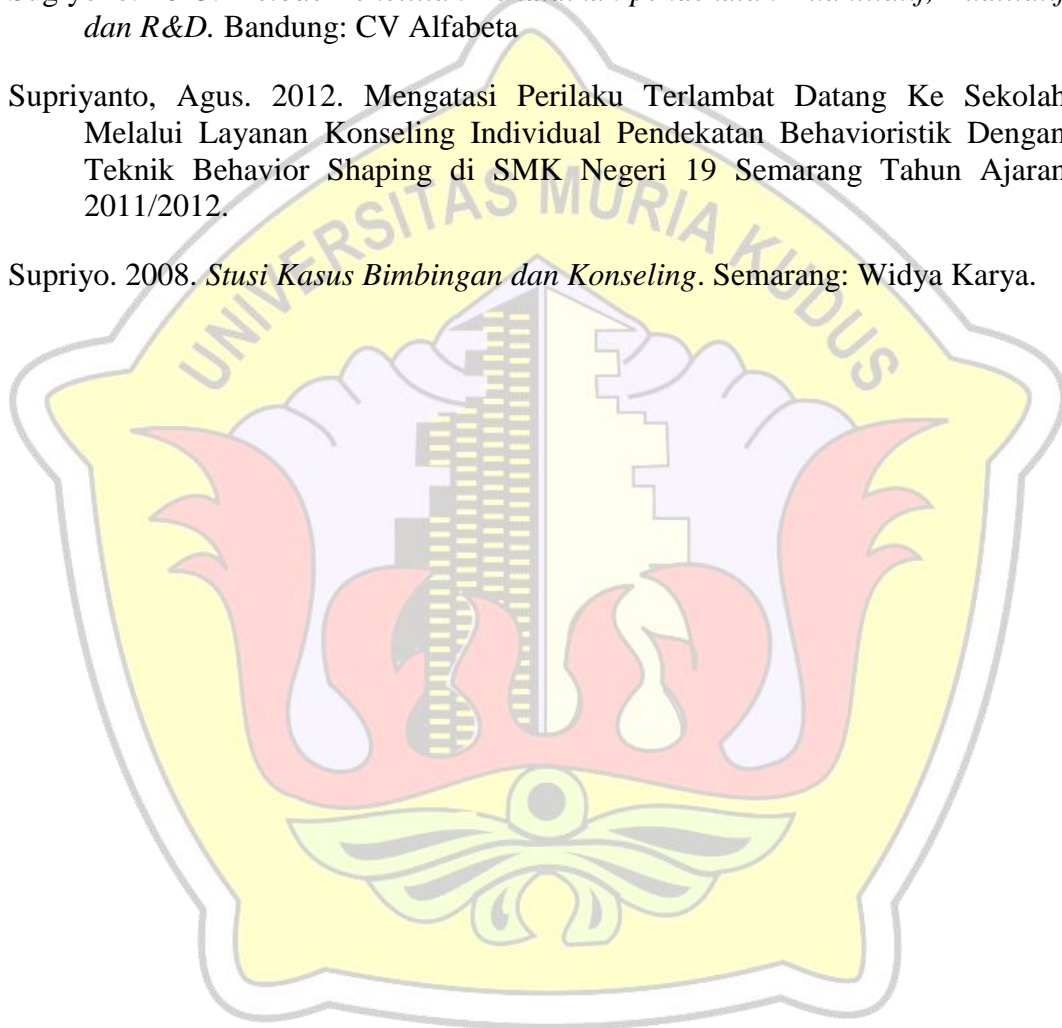 dan R&D. Bandung: CV Alfabeta
Supriyanto, Agus. 2012. Mengatasi Perilaku Terlambat Datang Ke Sekolah
Melalui Layanan Konseling Individual Pendekatan Behavioristik Dengan
Teknik Behavior Shaping di SMK Negeri 19 Semarang Tahun Ajaran
2011/2012.
Supriyo. 2008. Stusi Kasus Bimbingan dan Konseling. Semarang: Widya Karya.
UNIVERSITAS MURIA KUDUS